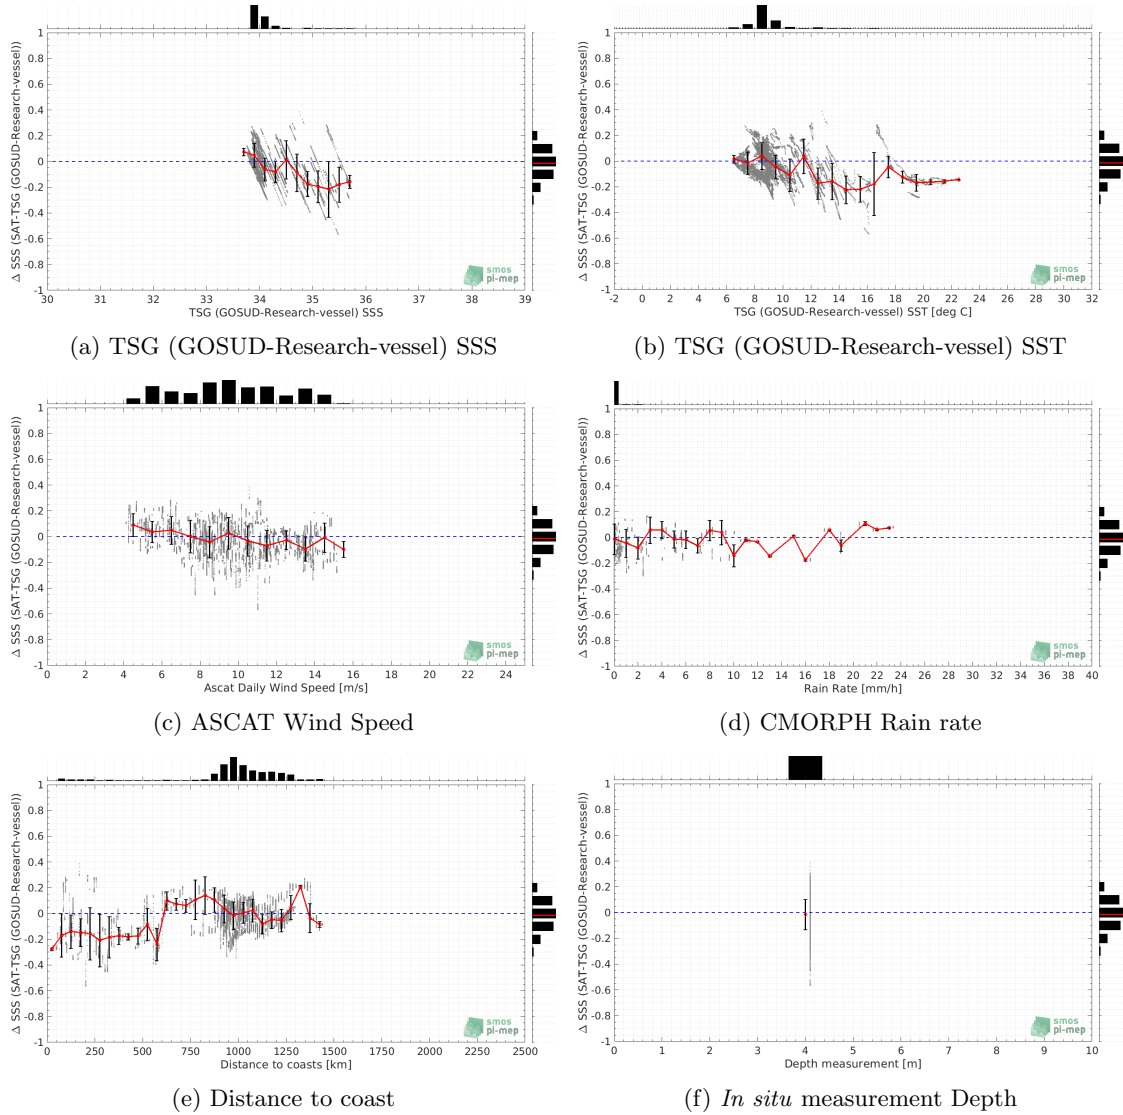 Δ SSS (SAT-TSG (GOSUD-Research-vessel))
1
0.8
0.6
0.4
0.2
0
-0.2
-0.4
-0.6
-0.8
-1
smos
pi-mep
30 31 32 33 34 35 36 37 38 39
TSG (GOSUD-Research-vessel) SSS
(a) TSG (GOSUD-Research-vessel) SSS
Δ SSS (SAT-TSG (GOSUD-Research-vessel))
1
0.8
0.6
0.4
0.2
0
-0.2
-0.4
-0.6
-0.8
-1
smos
pi-mep
-2 0 2 4 6 8 10 12 14 16 18 20 22 24 26 28 30 32
TSG (GOSUD-Research-vessel) SST [deg C]
(b) TSG (GOSUD-Research-vessel) SST
Δ SSS (SAT-TSG (GOSUD-Research-vessel))
1
0.8
0.6
0.4
0.2
0
-0.2
-0.4
-0.6
-0.8
-1
smos
pi-mep
0 2 4 6 8 10 12 14 16 18 20 22 24
Ascat Daily Wind Speed [m/s]
(c) ASCAT Wind Speed
Δ SSS (SAT-TSG (GOSUD-Research-vessel))
1
0.8
0.6
0.4
0.2
0
-0.2
-0.4
-0.6
-0.8
-1
smos
pi-mep
0 2 4 6 8 10 12 14 16 18 20 22 24 26 28 30 32 34 36 38 40
Rain Rate [mm/h]
(d) CMORPH Rain rate
Δ SSS (SAT-TSG (GOSUD-Research-vessel))
1
0.8
0.6
0.4
0.2
0
-0.2
-0.4
-0.6
-0.8
-1
smos
pi-mep
0 250 500 750 1000 1250 1500 1750 2000 2250 2500
Distance to coasts [km]
(e) Distance to coast
Δ SSS (SAT-TSG (GOSUD-Research-vessel))
1
0.8
0.6
0.4
0.2
0
-0.2
-0.4
-0.6
-0.8
-1
smos
pi-mep
0 1 2 3 4 5 6 7 8 9 10
Depth measurement [m]
(f) In situ measurement Depth